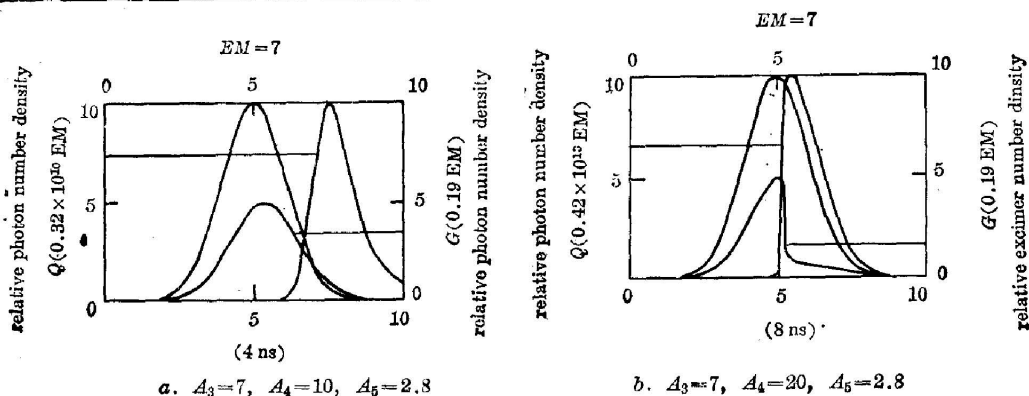 EM=7
0 5 10
relative photon number density
Q(0.32×10¹⁰ EM)
10
5
0
10
5
0
G(0.19 EM)
relative photon number density
0 5 10
(4 ns)
a. A₃=7, A₄=10, A₅=2.8
EM=7
0 5 10
relative photon number density
Q(0.42×10¹³ EM)
10
5
10
5
0
G(0.19 EM)
relative excimer number dinsity
0 5 10
(8 ns)
b. A₃=7, A₄=20, A₅=2.8